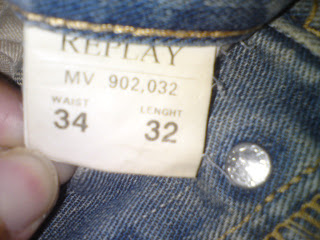 REPLAY
MV 902,032
WAIST LENGHT
34 32